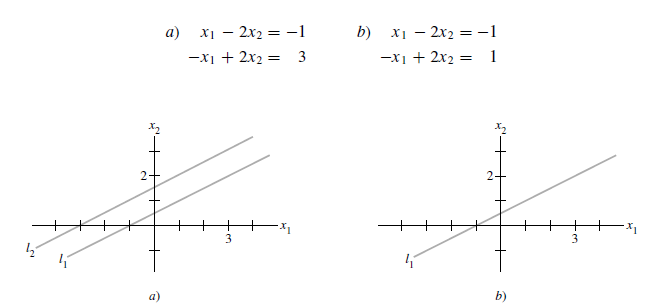 a) x₁ − 2x₂ = −1 b) x₁ − 2x₂ = −1
−x₁ + 2x₂ = 3 −x₁ + 2x₂ = 1
x₂ x₂
2 2
x₁ x₁
3 3
l₂ l₁ l₁
a) b)